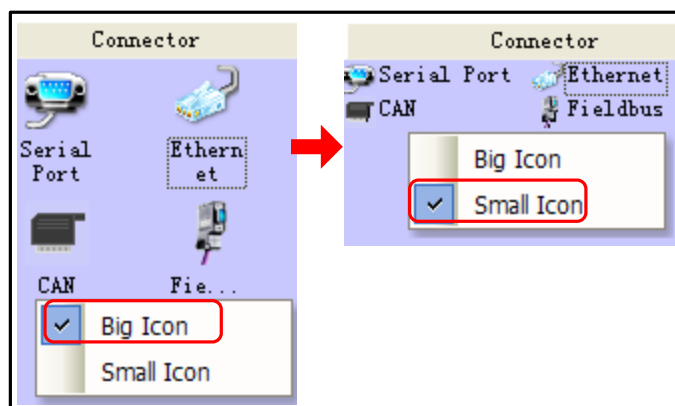 Connector
Serial Port
Ethern et
CAN
Fie...
Big Icon
Small Icon
Connector
Serial Port
Ethernet
CAN
Fieldbus
Big Icon
Small Icon